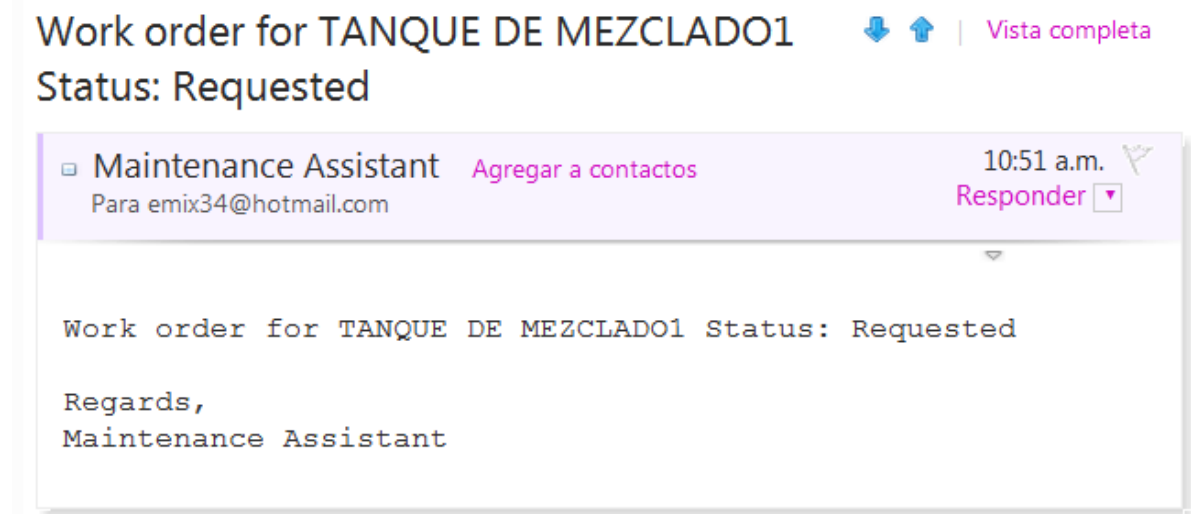 Work order for TANQUE DE MEZCLADO1
Status: Requested
Vista completa
Maintenance Assistant Agregar a contactos
10:51 a.m.
Para emix34@hotmail.com
Responder
Work order for TANQUE DE MEZCLADO1 Status: Requested
Regards,
Maintenance Assistant